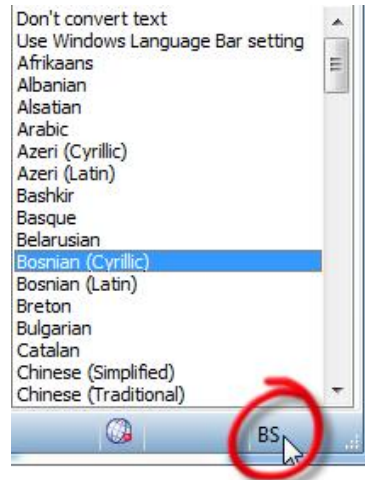 Don't convert text
Use Windows Language Bar setting
Afrikaans
Albanian
Alsatian
Arabic
Azeri (Cyrillic)
Azeri (Latin)
Bashkir
Basque
Belarusian
Bosnian (Cyrillic)
Bosnian (Latin)
Breton
Bulgarian
Catalan
Chinese (Simplified)
Chinese (Traditional)
BS